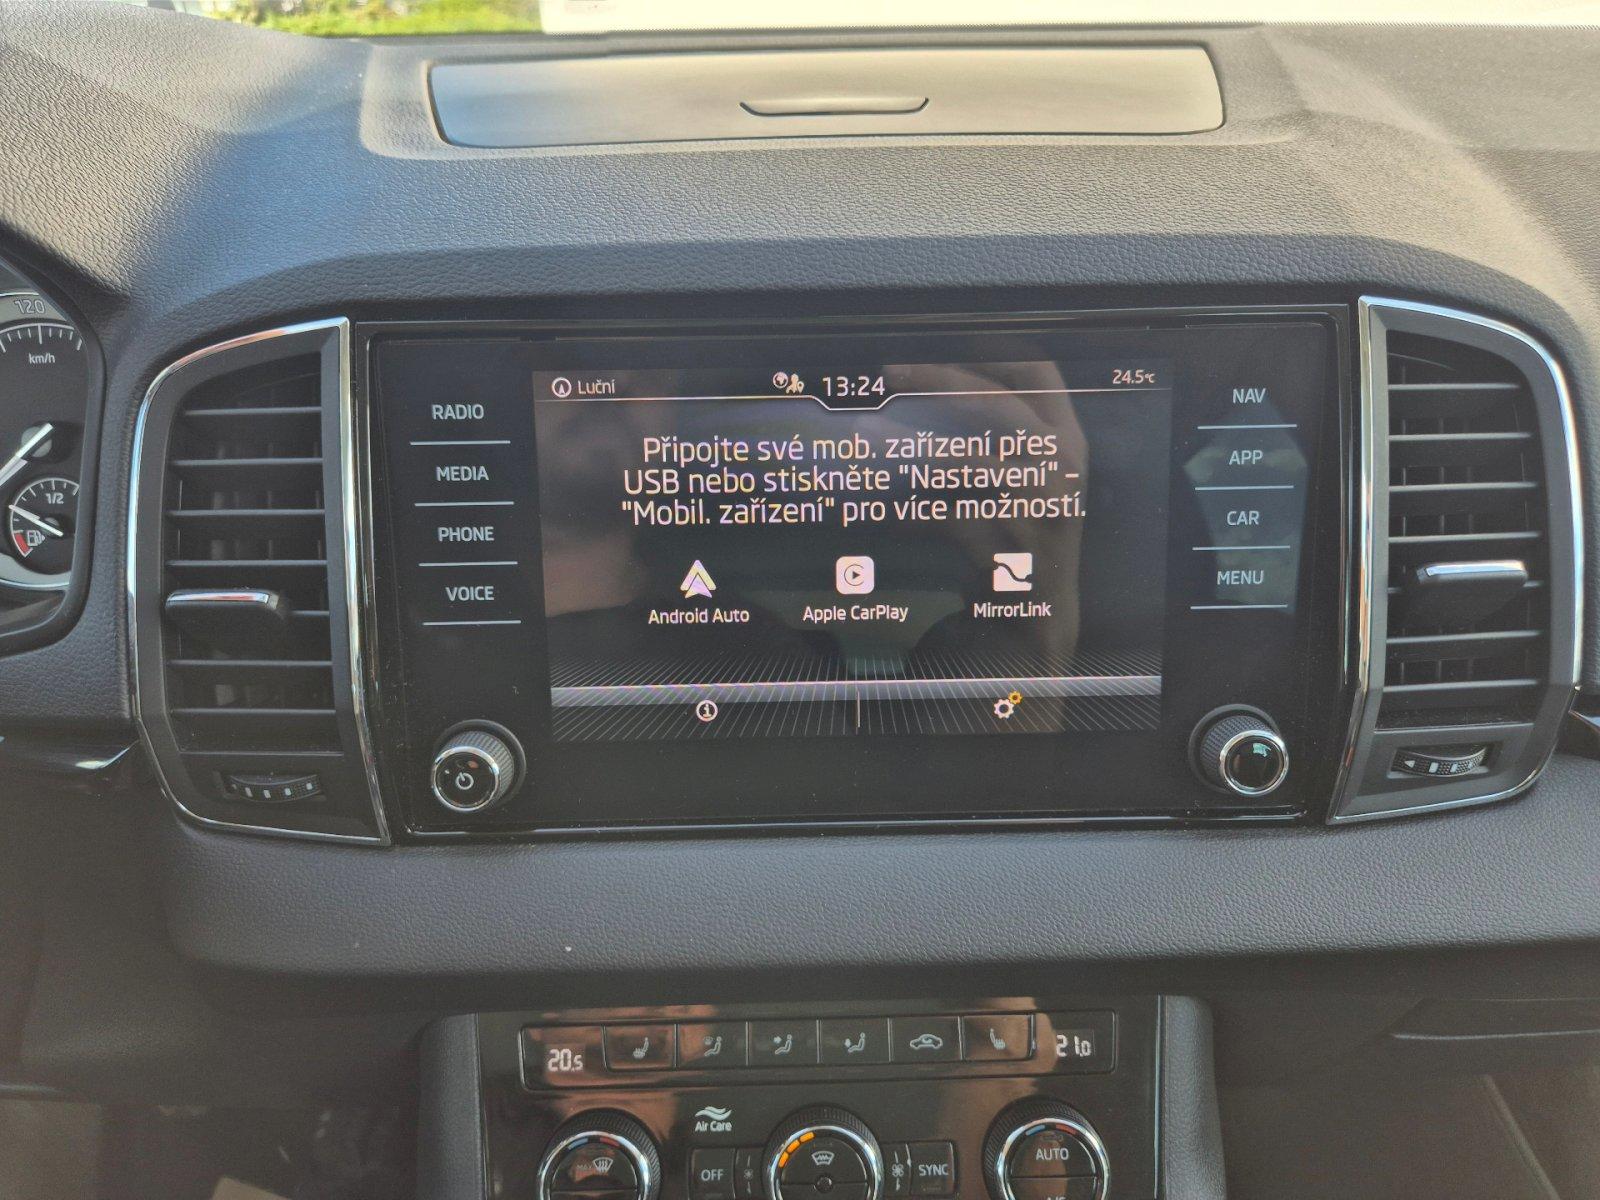 120
km/h
1/2
Luční
13:24
24.5°C
RADIO
MEDIA
PHONE
VOICE
Připojte své mob. zařízení přes
USB nebo stiskněte "Nastavení" –
"Mobil. zařízení" pro více možností.
Android Auto
Apple CarPlay
MirrorLink
NAV
APP
CAR
MENU
20.5
21.0
Air Care
MAX
OFF
SYNC
AUTO